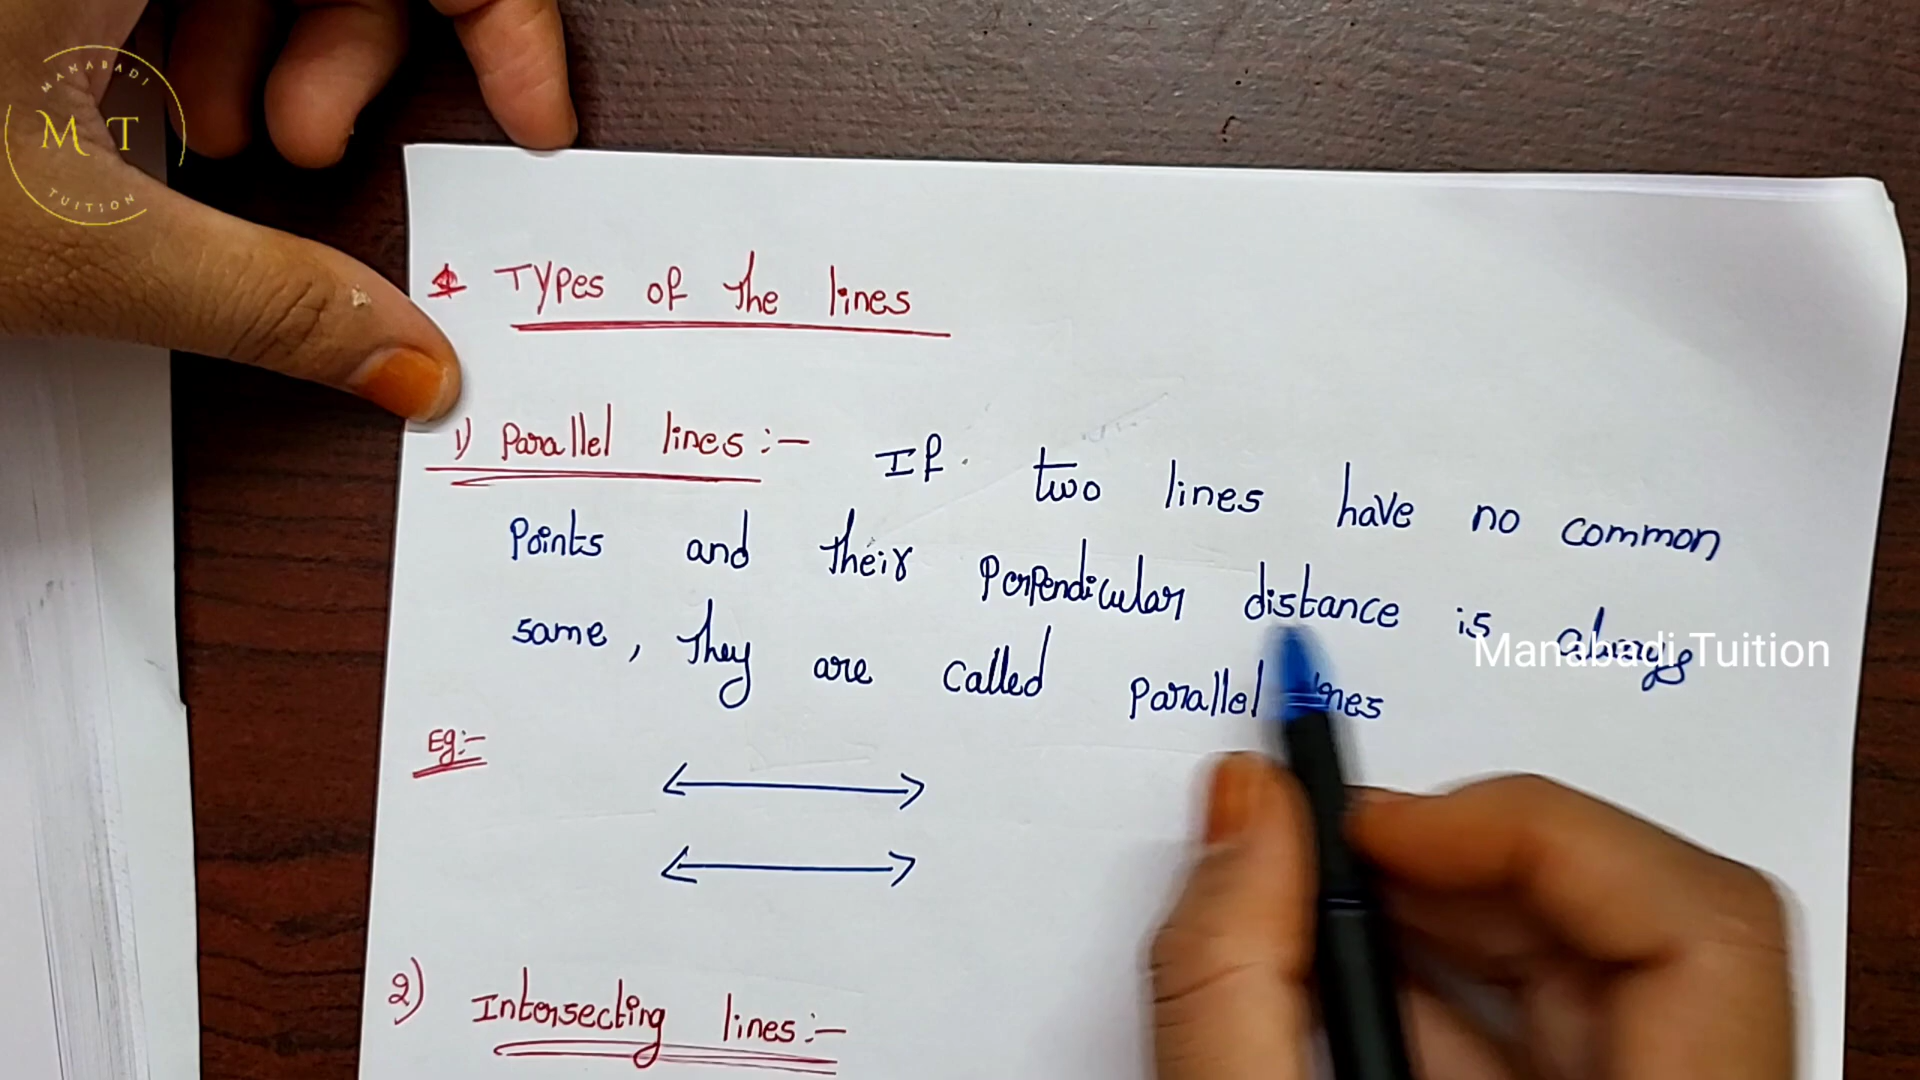 MANABADI
M T
TUITION
Types of the lines
1) Parallel lines :- If two lines have no common
Points and their Perpendicular distance is always
same, they are called parallel lines
Manabadi Tuition
Eg:-
2) Intersecting lines :-